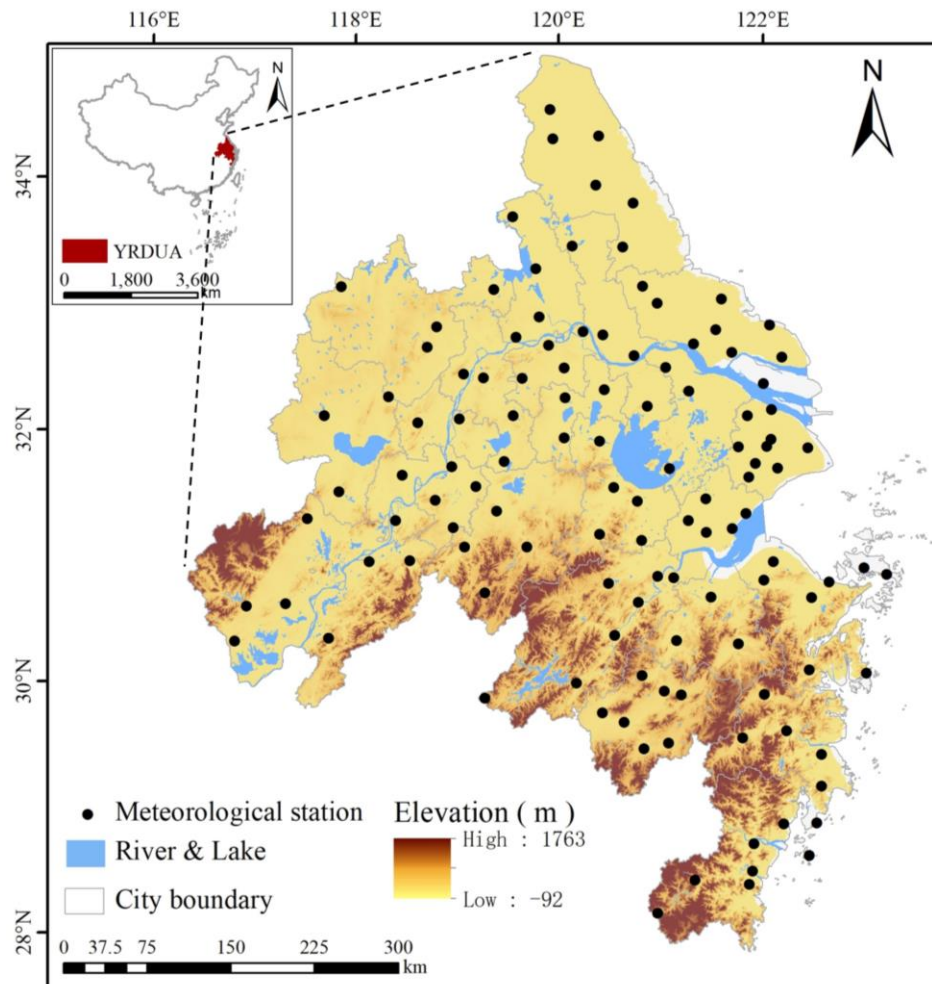 116°E 118°E 120°E 122°E
N
YRDUA
0 1,800 3,600
km
N
34°N
32°N
30°N
28°N
Meteorological station
River & Lake
City boundary
Elevation ( m )
High : 1763
Low : -92
0 37.5 75 150 225 300
km